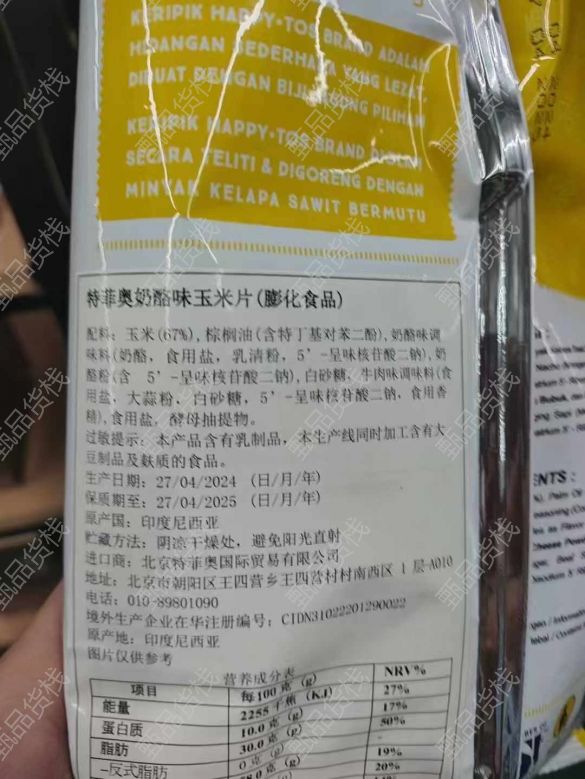 KERIPIK HAPPY•TOS BRAND ADALAH
HIDANGAN SEDERHANA YANG LEZAT,
DIBUAT DENGAN BIJI JAGUNG PILIHAN
KERIPIK HAPPY•TOS BRAND DIOLAH
SECARA TELITI & DIGORENG DENGAN
MINYAK KELAPA SAWIT BERMUTU
特菲奥奶酪味玉米片(膨化食品)
配料: 玉米(67%), 棕榈油(含特丁基对苯二酚), 奶酪味调
味料(奶酪, 食用盐, 乳清粉, 5'-呈味核苷酸二钠), 奶
酪粉(含 5'-呈味核苷酸二钠), 白砂糖, 牛肉味调味料(食
用盐, 大蒜粉, 白砂糖, 5'-呈味核苷酸二钠, 食用香
精), 食用盐, 酵母抽提物。
过敏提示: 本产品含有乳制品, 本生产线同时加工含有大
豆制品及麸质的食品。
生产日期: 27/04/2024 (日/月/年)
保质期至: 27/04/2025 (日/月/年)
原产国: 印度尼西亚
贮藏方法: 阴凉干燥处, 避免阳光直射
进口商: 北京特菲奥国际贸易有限公司
地址: 北京市朝阳区王四营乡王四营村村南西区 1 层-A010
电话: 010-89801090
境外生产企业在华注册编号: CIDN31022201290022
原产地: 印度尼西亚
图片仅供参考
营养成分表
项目 每100 克 (g) NRV%
能量 2255 千焦 (KJ) 27%
蛋白质 10.0 克 (g) 17%
脂肪 30.0 克 (g) 50%
-反式脂肪 0 克 (g) -
19%
20%
ENTS :
甄品货栈